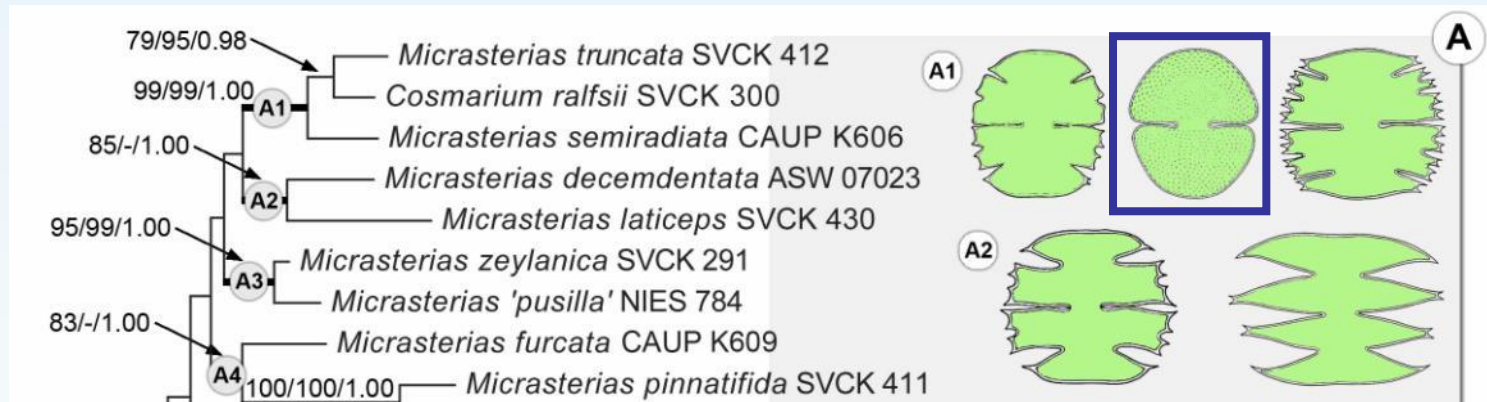 A
79/95/0.98
Micrasterias truncata SVCK 412
A1
99/99/1.00
A1
Cosmarium ralfsii SVCK 300
Micrasterias semiradiata CAUP K606
85/-/1.00
Micrasterias decemdentata ASW 07023
A2
Micrasterias laticeps SVCK 430
95/99/1.00
A2
A3
Micrasterias zeylanica SVCK 291
Micrasterias 'pusilla' NIES 784
83/-/1.00
Micrasterias furcata CAUP K609
A4
100/100/1.00
Micrasterias pinnatifida SVCK 411